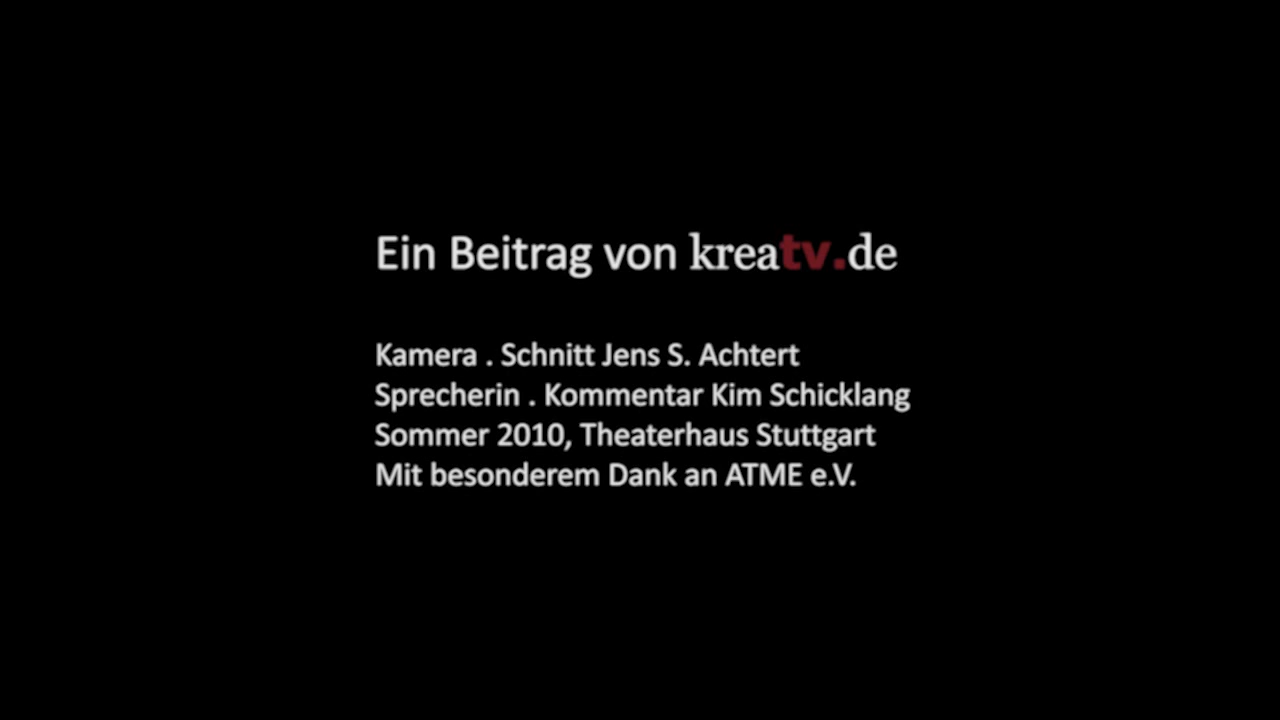 Ein Beitrag von kreatv.de
Kamera . Schnitt Jens S. Achtert
Sprecherin . Kommentar Kim Schicklang
Sommer 2010, Theaterhaus Stuttgart
Mit besonderem Dank an ATME e.V.